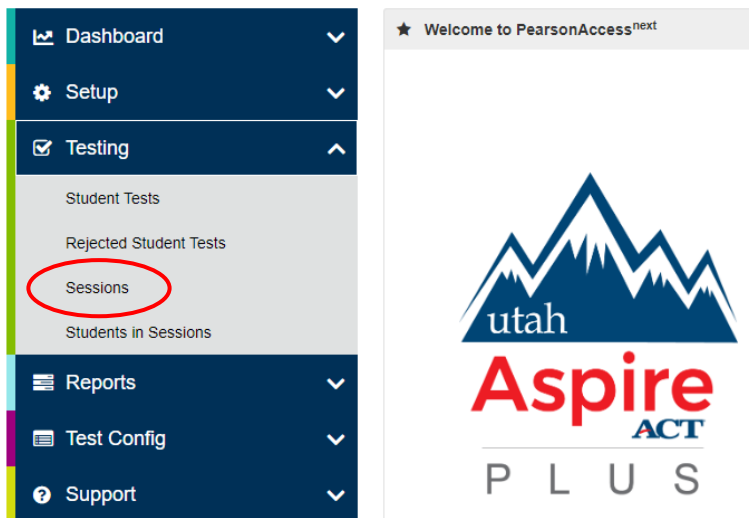 Dashboard
Setup
Testing
Student Tests
Rejected Student Tests
Sessions
Students in Sessions
Reports
Test Config
Support
Welcome to PearsonAccessnext
utah
Aspire
ACT
PLUS